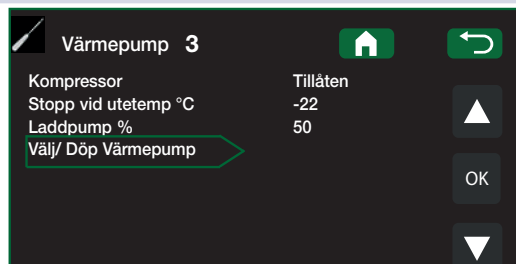 Värmepump 3
Kompressor Tillåten
Stopp vid utetemp °C -22
Laddpump % 50
Välj/ Döp Värmepump
OK